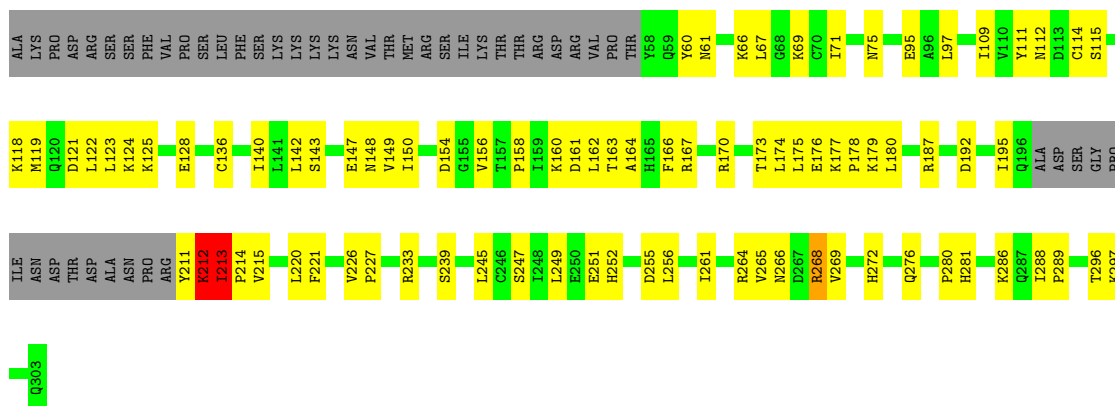 ALA LYS PRO ASP ARG SER SER PHE VAL PRO SER LEU PHE SER LYS LYS LYS LYS ASN VAL THR MET ARG SER ILE LYS THR THR ARG ASP ARG VAL PRO THR Y58 Q59 Y60 N61 K66 L67 G68 K69 C70 I71 N75 E95 A96 L97 I109 V110 Y111 N112 D113 C114 S115
K118 M119 Q120 D121 L122 L123 K124 K125 E128 C136 I140 L141 L142 S143 E147 N148 V149 I150 D154 G155 V156 T157 P158 I159 K160 D161 L162 T163 A164 H165 F166 R167 R170 T173 L174 L175 E176 K177 P178 K179 L180 R187 D192 I195 Q196 ALA ASP SER GLY PRO
ILE ASN ASP THR ASP ALA ASN PRO ARG Y211 K212 I213 P214 V215 L220 F221 V226 P227 R233 S239 L245 C246 S247 I248 L249 E250 E251 H252 D255 L256 I261 R264 V265 N266 D267 R268 V269 H272 Q276 P280 H281 K286 Q287 I288 P289 T296 K297
Q303